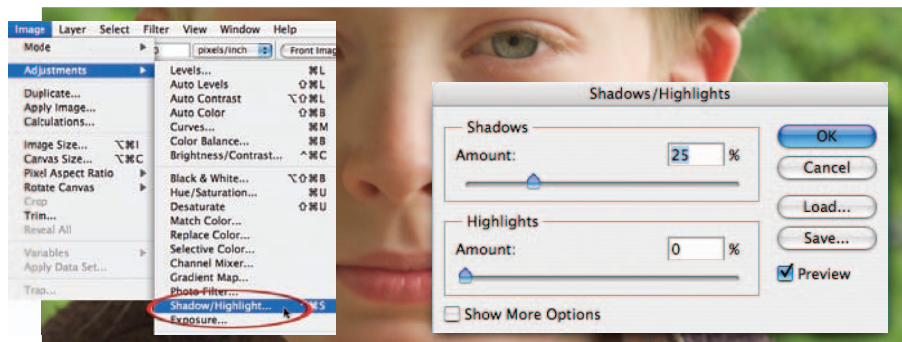 Image Layer Select Filter View Window Help
Mode
pixels/inch Front Imag
Adjustments
Duplicate...
Apply Image...
Calculations...
Image Size... ⌥⌘I
Canvas Size... ⌥⌘C
Pixel Aspect Ratio
Rotate Canvas
Crop
Trim...
Reveal All
Variables
Apply Data Set...
Trap...
Levels... ⌘L
Auto Levels ⇧⌘L
Auto Contrast ⌥⇧⌘L
Auto Color ⇧⌘B
Curves... ⌘M
Color Balance... ⌘B
Brightness/Contrast... ^⌘C
Black & White... ⌥⇧⌘B
Hue/Saturation... ⌘U
Desaturate ⇧⌘U
Match Color...
Replace Color...
Selective Color...
Channel Mixer...
Gradient Map...
Photo Filter...
Shadow/Highlight... ⌘S
Exposure...
Shadows/Highlights
Shadows
Amount: 25 %
Highlights
Amount: 0 %
Show More Options
OK
Cancel
Load...
Save...
Preview